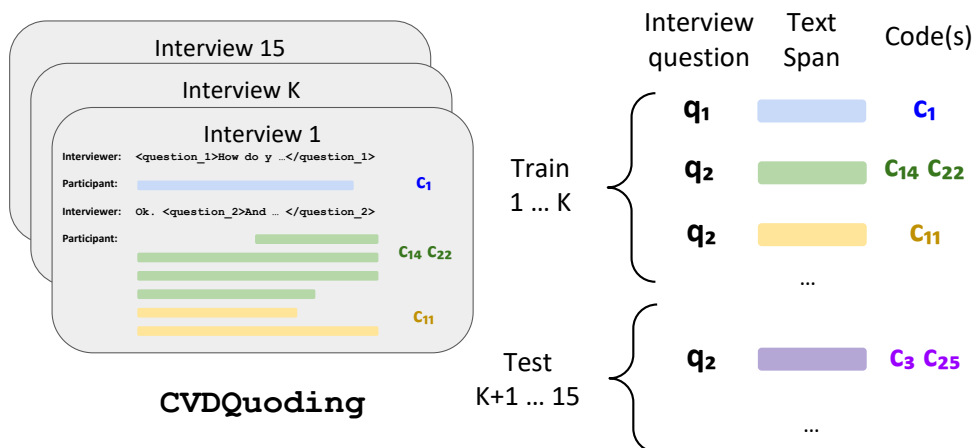 Interview 15
Interview K
Interview 1
Interviewer: <question_1>How do y …</question_1>
Participant: c₁
Interviewer: Ok. <question_2>And … </question_2>
Participant:
c₁₄ c₂₂
c₁₁
CVDQuoding
Interview question
Text Span
Code(s)
Train
1 ... K
q₁ c₁
q₂ c₁₄ c₂₂
q₂ c₁₁
...
Test
K+1 ... 15
q₂ c₃ c₂₅
...